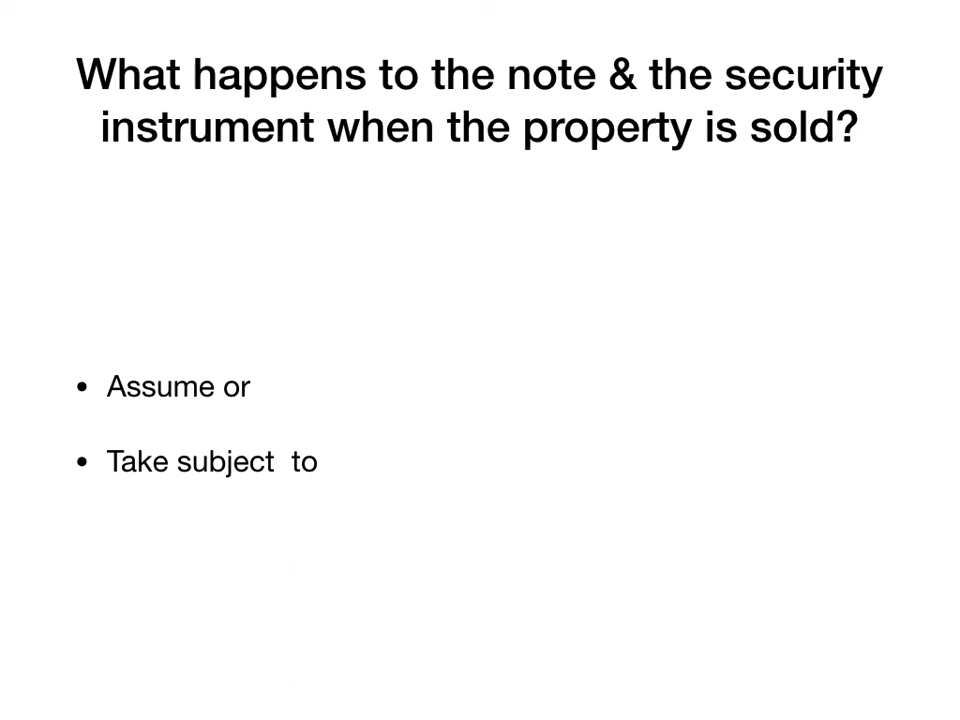 What happens to the note & the security
instrument when the property is sold?
• Assume or
• Take subject  to